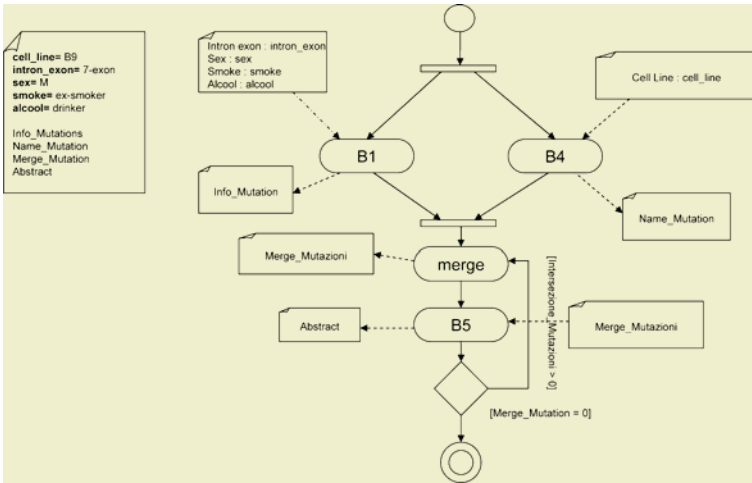 cell_line= B9
intron_exon= 7-exon
sex= M
smoke= ex-smoker
alcool= drinker
Info_Mutations
Name_Mutation
Merge_Mutation
Abstract
Intron exon : intron_exon
Sex : sex
Smoke : smoke
Alcool : alcool
Cell Line : cell_line
B1
B4
Info_Mutation
Name_Mutation
Merge_Mutazioni
merge
[Intersezione_Mutazioni > 0]
Abstract
B5
Merge_Mutazioni
[Merge_Mutation = 0]